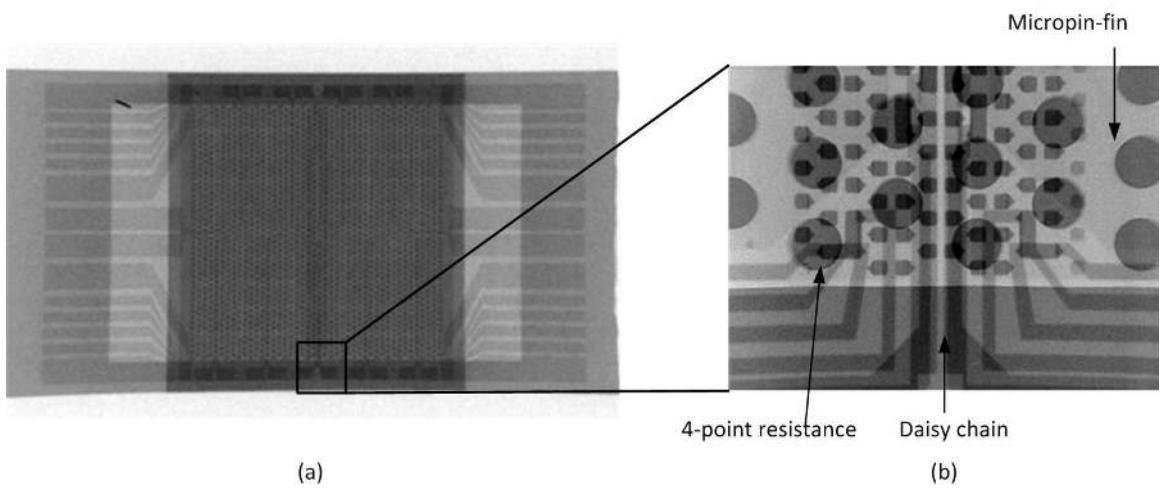 Micropin-fin
4-point resistance
Daisy chain
(a)
(b)